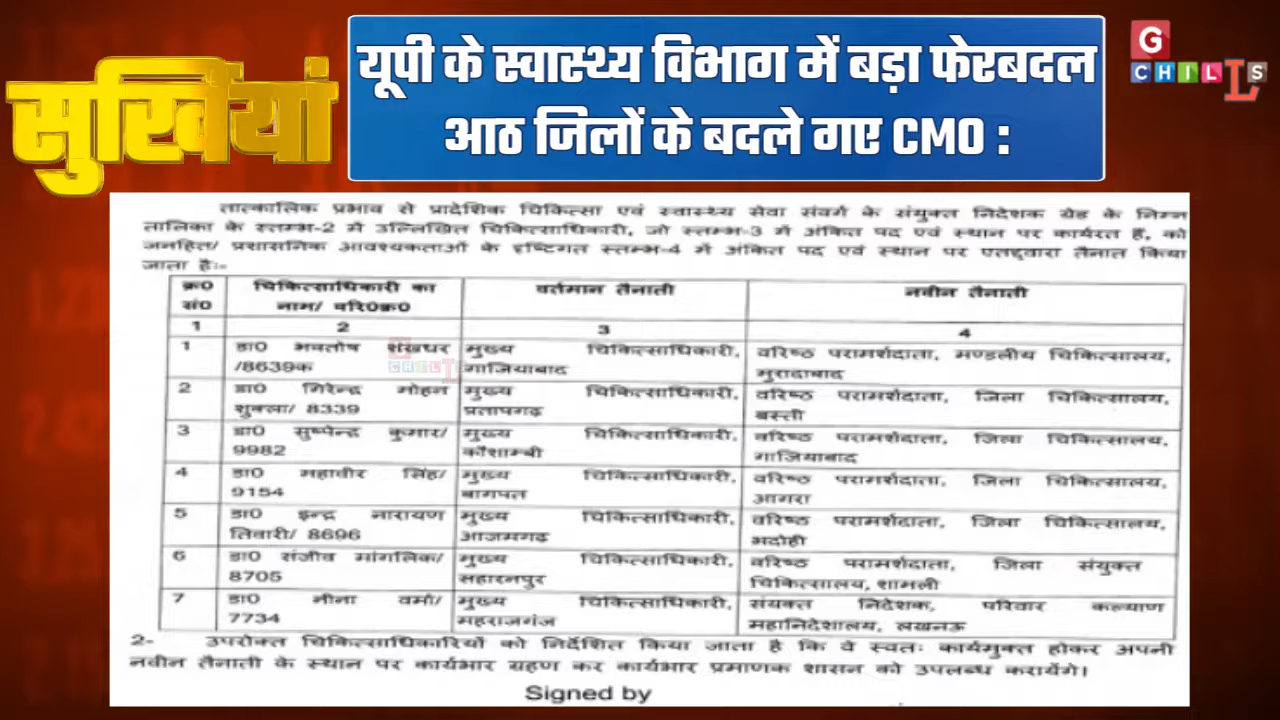 सुर्खियां
यूपी के स्वास्थ्य विभाग में बड़ा फेरबदल
आठ जिलों के बदले गए CMO :
G
CHILLS
तात्कालिक प्रभाव से प्रादेशिक चिकित्सा एवं स्वास्थ्य सेवा संवर्ग के संयुक्त निदेशक ग्रेड के निम्न
तालिका के स्तम्भ-2 में उल्लिखित चिकित्साधिकारी, जो स्तम्भ-3 में अंकित पद एवं स्थान पर कार्यरत हैं, को
जनहित/ प्रशासनिक आवश्यकताओं के दृष्टिगत स्तम्भ-4 में अंकित पद एवं स्थान पर एतद्द्वारा तैनात किया
जाता है:-
क्र0 चिकित्साधिकारी का वर्तमान तैनाती नवीन तैनाती
सं0 नाम/ वरि0क्र0
1 2 3 4
1 डा0 भवतोष शंखधर मुख्य चिकित्साधिकारी, वरिष्ठ परामर्शदाता, मण्डलीय चिकित्सालय,
/8639क गाजियाबाद मुरादाबाद
2 डा0 गिरेन्द्र मोहन मुख्य चिकित्साधिकारी, वरिष्ठ परामर्शदाता, जिला चिकित्सालय,
शुक्ला/ 8339 प्रतापगढ़ बस्ती
3 डा0 सुष्पेन्द्र कुमार/ मुख्य चिकित्साधिकारी, वरिष्ठ परामर्शदाता, जिला चिकित्सालय,
9982 कौशाम्बी गाजियाबाद
4 डा0 महावीर सिंह/ मुख्य चिकित्साधिकारी, वरिष्ठ परामर्शदाता, जिला चिकित्सालय,
9154 बागपत आगरा
5 डा0 इन्द्र नारायण मुख्य चिकित्साधिकारी, वरिष्ठ परामर्शदाता, जिला चिकित्सालय,
तिवारी/ 8696 आजमगढ़ भदोही
6 डा0 संजीव मांगलिक/ मुख्य चिकित्साधिकारी, वरिष्ठ परामर्शदाता, जिला संयुक्त
8705 सहारनपुर चिकित्सालय, शामली
7 डा0 नीना वर्मा/ मुख्य चिकित्साधिकारी, संयक्त निदेशक, परिवार कल्याण
7734 महराजगंज महानिदेशालय, लखनऊ
2- उपरोक्त चिकित्साधिकारियों को निर्देशित किया जाता है कि वे स्वतः कार्यमुक्त होकर अपनी
नवीन तैनाती के स्थान पर कार्यभार ग्रहण कर कार्यभार प्रमाणक शासन को उपलब्ध करायेंगे।
Signed by